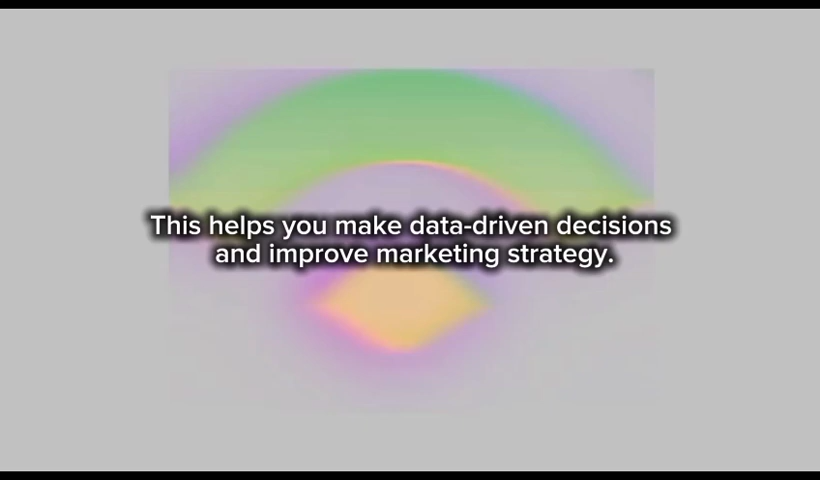 This helps you make data-driven decisions
and improve marketing strategy.